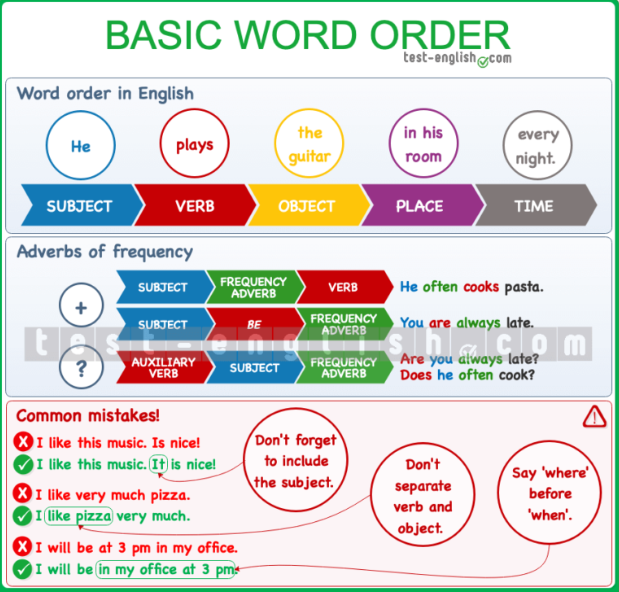 BASIC WORD ORDER
test-english.com
Word order in English
He
plays
the
guitar
in his
room
every
night.
SUBJECT
VERB
OBJECT
PLACE
TIME
Adverbs of frequency
+
SUBJECT
FREQUENCY
ADVERB
VERB
He often cooks pasta.
SUBJECT
BE
FREQUENCY
ADVERB
You are always late.
test-english.com
?
AUXILIARY
VERB
SUBJECT
FREQUENCY
ADVERB
Are you always late?
Does he often cook?
Common mistakes!
X I like this music. Is nice!
✓ I like this music. It is nice!
X I like very much pizza.
✓ I like pizza very much.
X I will be at 3 pm in my office.
✓ I will be in my office at 3 pm.
Don't forget
to include
the subject.
Don't
separate
verb and
object.
Say 'where'
before
'when'.